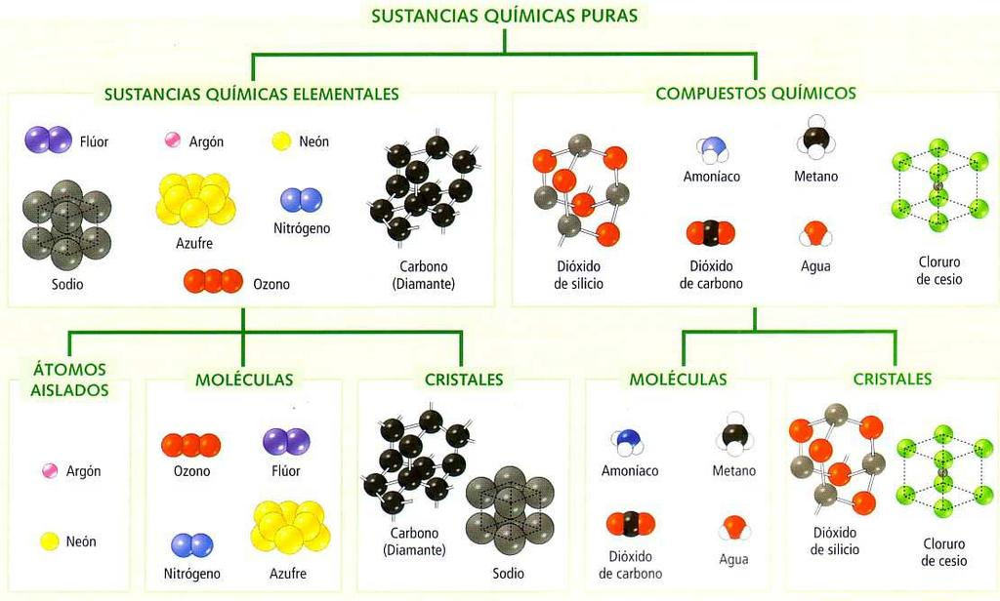 SUSTANCIAS QUÍMICAS PURAS
SUSTANCIAS QUÍMICAS ELEMENTALES
Flúor
Argón
Neón
Sodio
Azufre
Nitrógeno
Ozono
Carbono
(Diamante)
COMPUESTOS QUÍMICOS
Dióxido
de silicio
Amoníaco
Metano
Dióxido
de carbono
Agua
Cloruro
de cesio
ÁTOMOS
AISLADOS
Argón
Neón
MOLÉCULAS
Ozono
Flúor
Nitrógeno
Azufre
CRISTALES
Carbono
(Diamante)
Sodio
MOLÉCULAS
Amoníaco
Metano
Dióxido
de carbono
Agua
CRISTALES
Dióxido
de silicio
Cloruro
de cesio